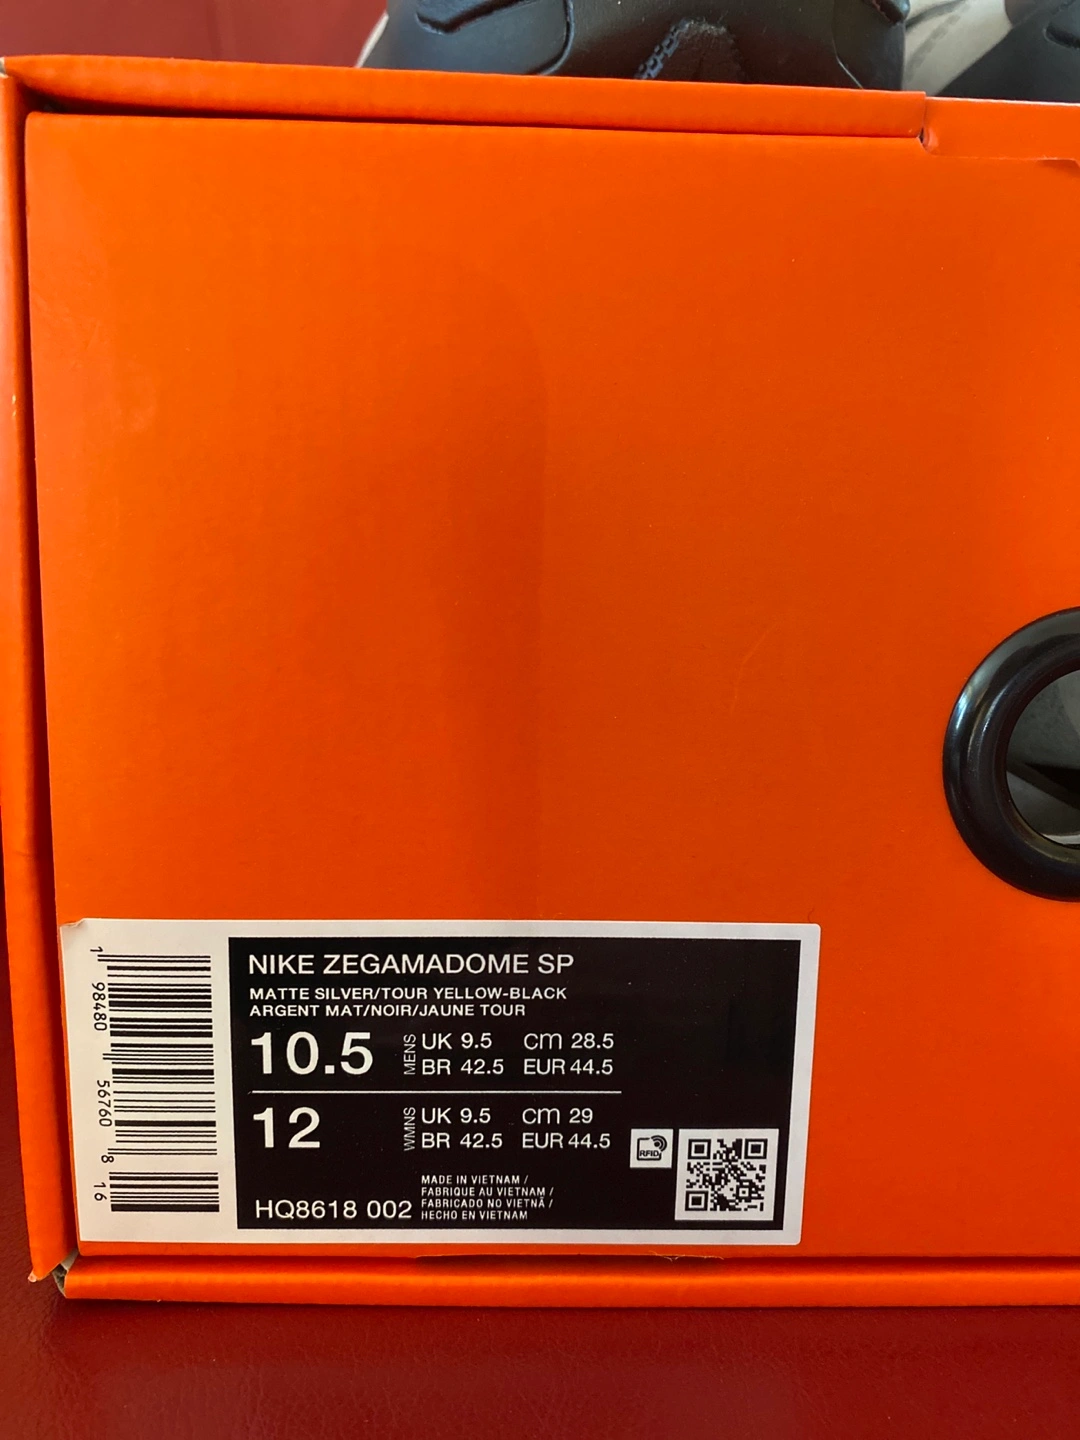 NIKE ZEGAMADOME SP
MATTE SILVER/TOUR YELLOW-BLACK
ARGENT MAT/NOIR/JAUNE TOUR
10.5 MENS UK 9.5 cm 28.5
BR 42.5 EUR 44.5
12 WMNS UK 9.5 cm 29
BR 42.5 EUR 44.5
RFID
HQ8618 002
MADE IN VIETNAM /
FABRIQUE AU VIETNAM /
FABRICADO NO VIETNÃ /
HECHO EN VIETNAM
1 98480 56760 8 16